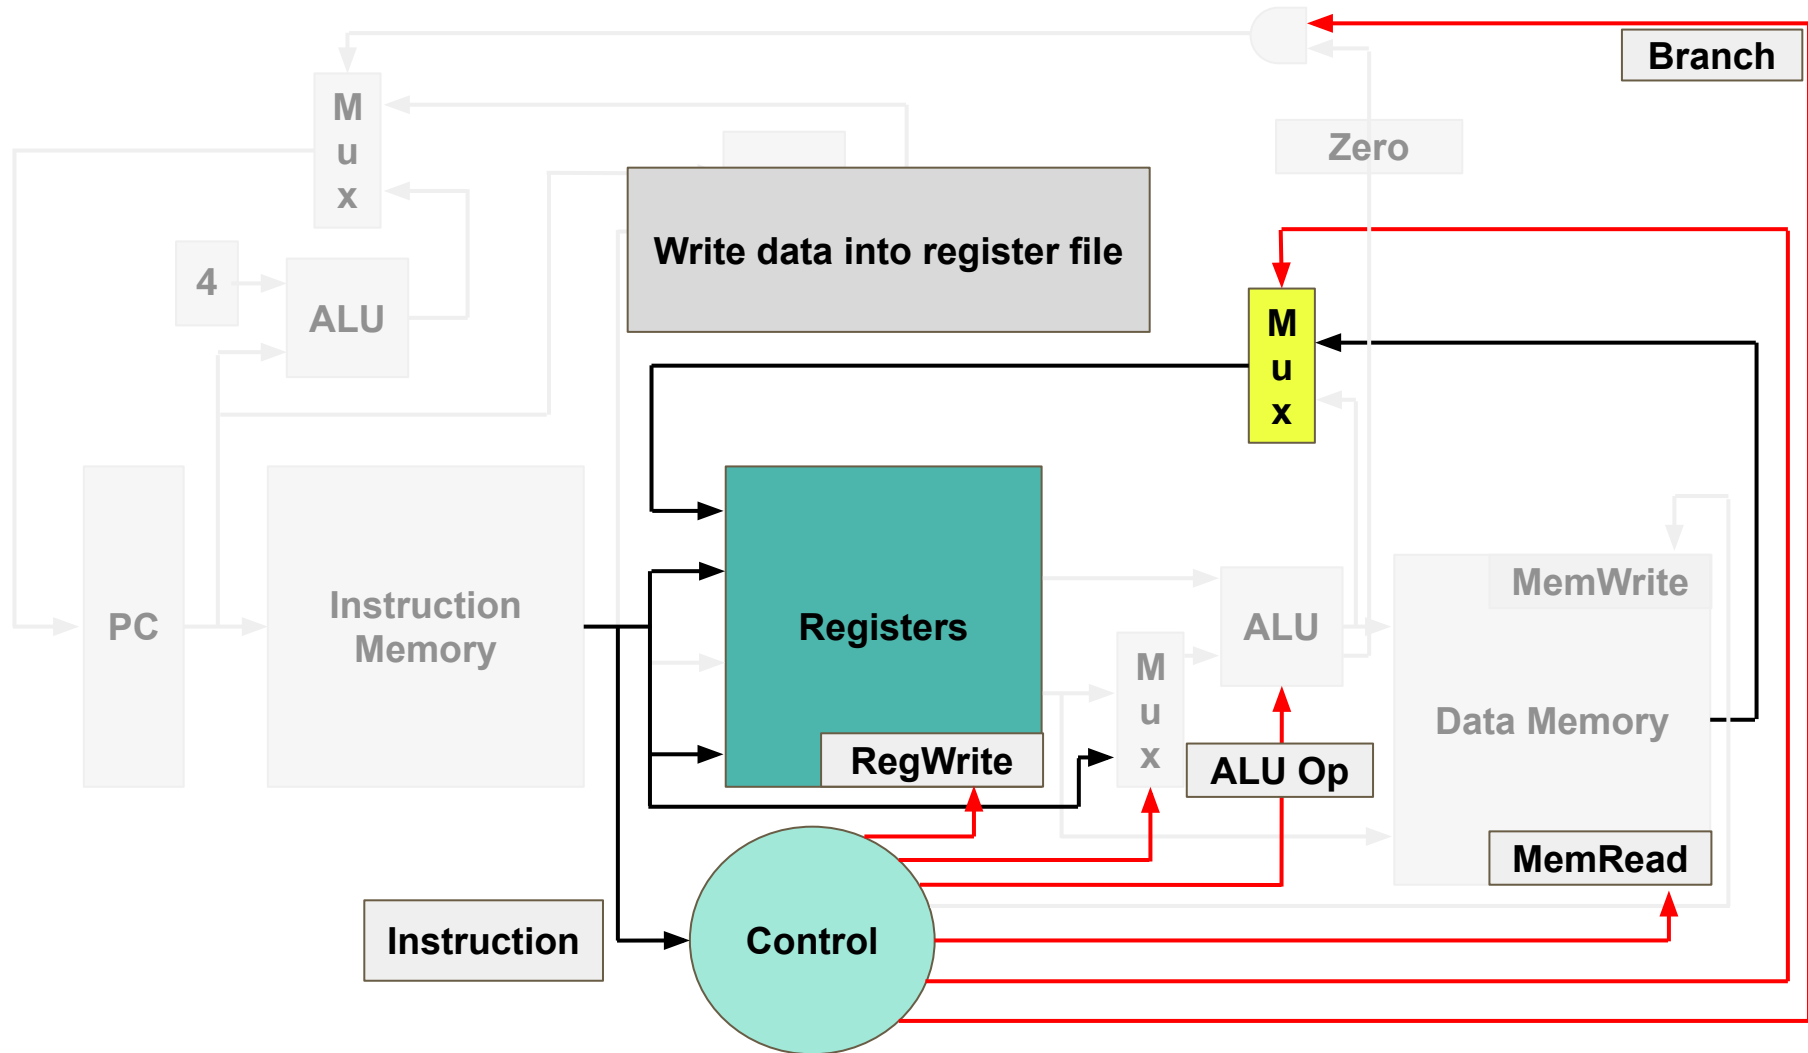 Branch
M
u
x
Zero
Write data into register file
4
ALU
M
u
x
PC
Instruction
Memory
Registers
ALU
MemWrite
M
u
x
Data Memory
RegWrite
ALU Op
MemRead
Instruction
Control